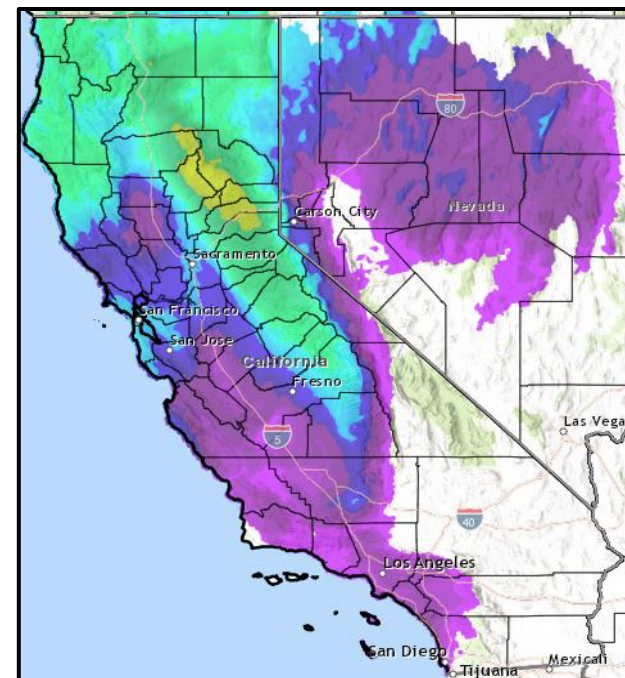 80
Nevada
Carson City
Sacramento
San Francisco
San Jose
California
Fresno
5
Las Vega
40
Los Angeles
San Diego
Tijuana
Mexicali